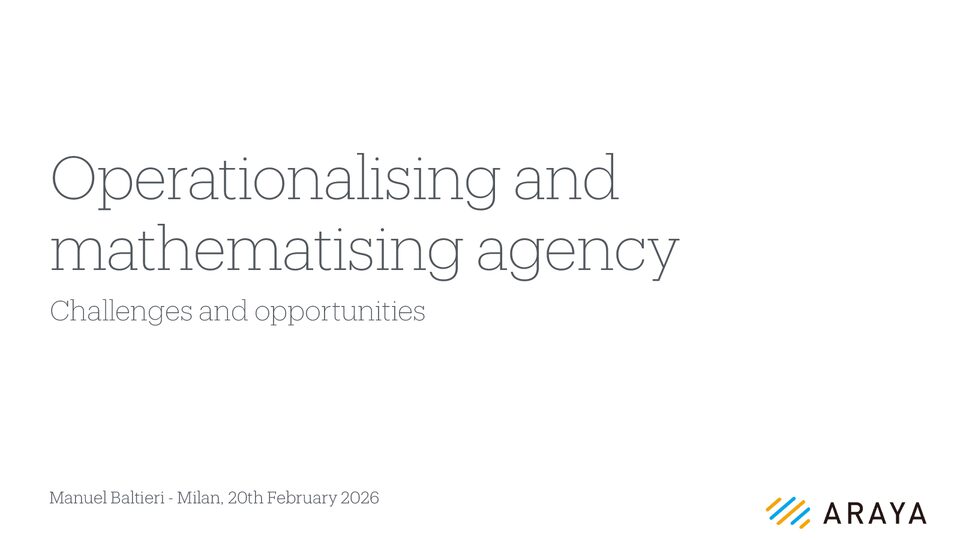 Operationalising and
mathematising agency
Challenges and opportunities
Manuel Baltieri - Milan, 20th February 2026
ARAYA